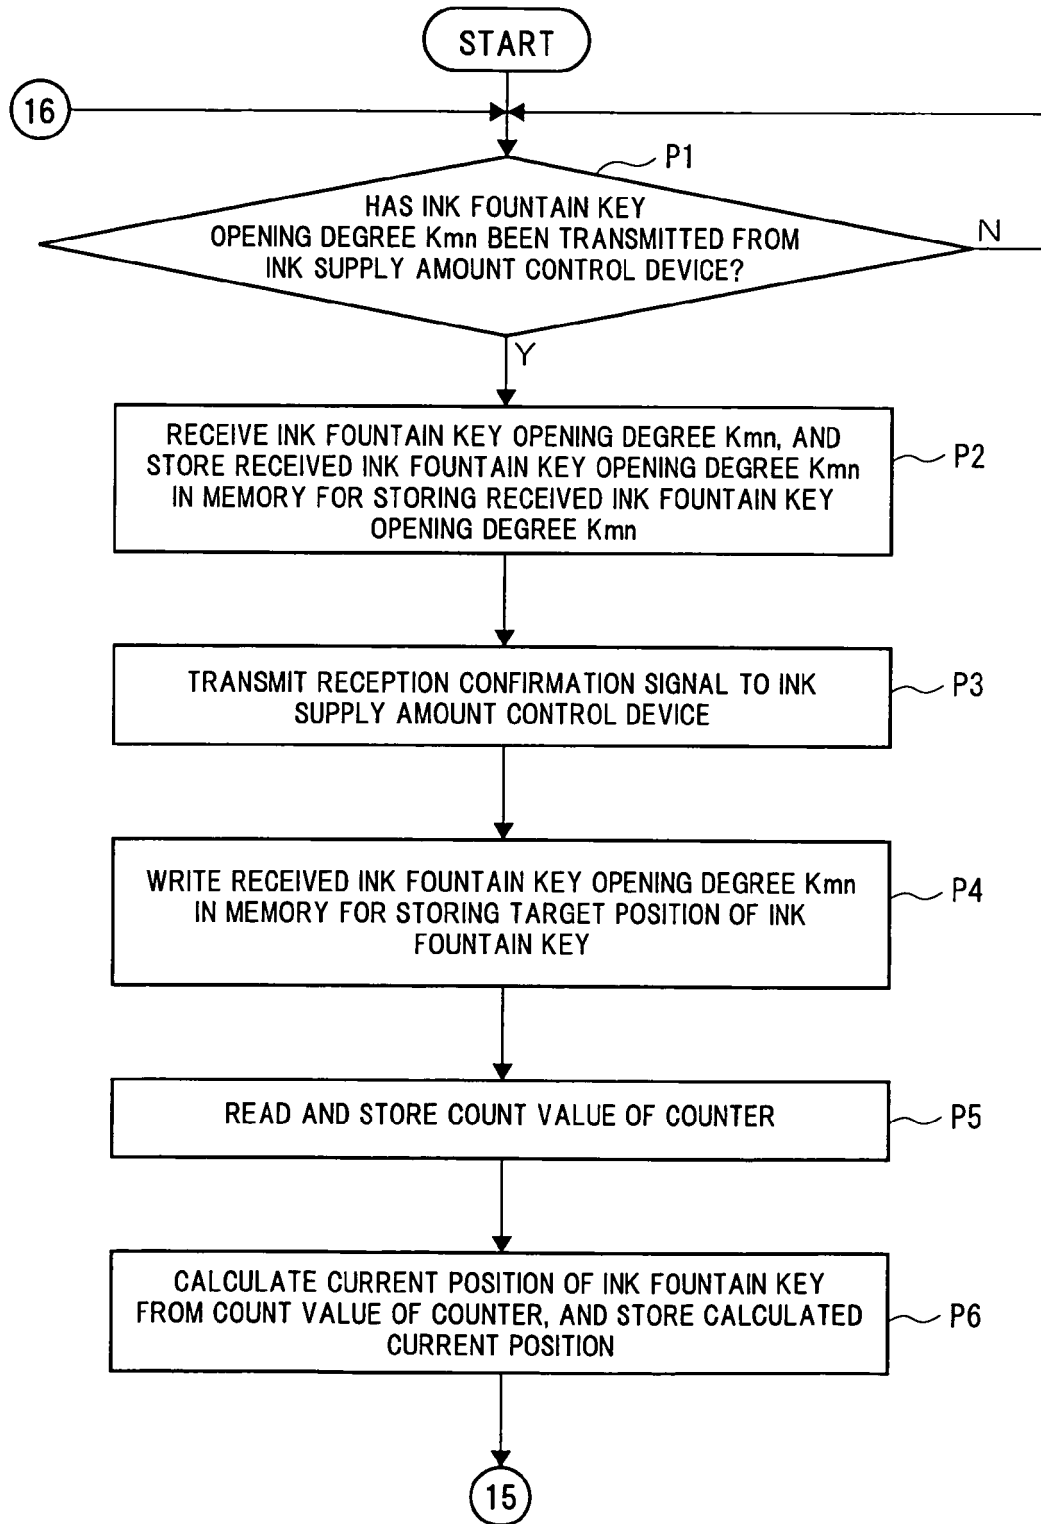 START
16
P1
HAS INK FOUNTAIN KEY
OPENING DEGREE Kmn BEEN TRANSMITTED FROM
INK SUPPLY AMOUNT CONTROL DEVICE?
N
Y
RECEIVE INK FOUNTAIN KEY OPENING DEGREE Kmn, AND
STORE RECEIVED INK FOUNTAIN KEY OPENING DEGREE Kmn
IN MEMORY FOR STORING RECEIVED INK FOUNTAIN KEY
OPENING DEGREE Kmn
P2
TRANSMIT RECEPTION CONFIRMATION SIGNAL TO INK
SUPPLY AMOUNT CONTROL DEVICE
P3
WRITE RECEIVED INK FOUNTAIN KEY OPENING DEGREE Kmn
IN MEMORY FOR STORING TARGET POSITION OF INK
FOUNTAIN KEY
P4
READ AND STORE COUNT VALUE OF COUNTER
P5
CALCULATE CURRENT POSITION OF INK FOUNTAIN KEY
FROM COUNT VALUE OF COUNTER, AND STORE CALCULATED
CURRENT POSITION
P6
15